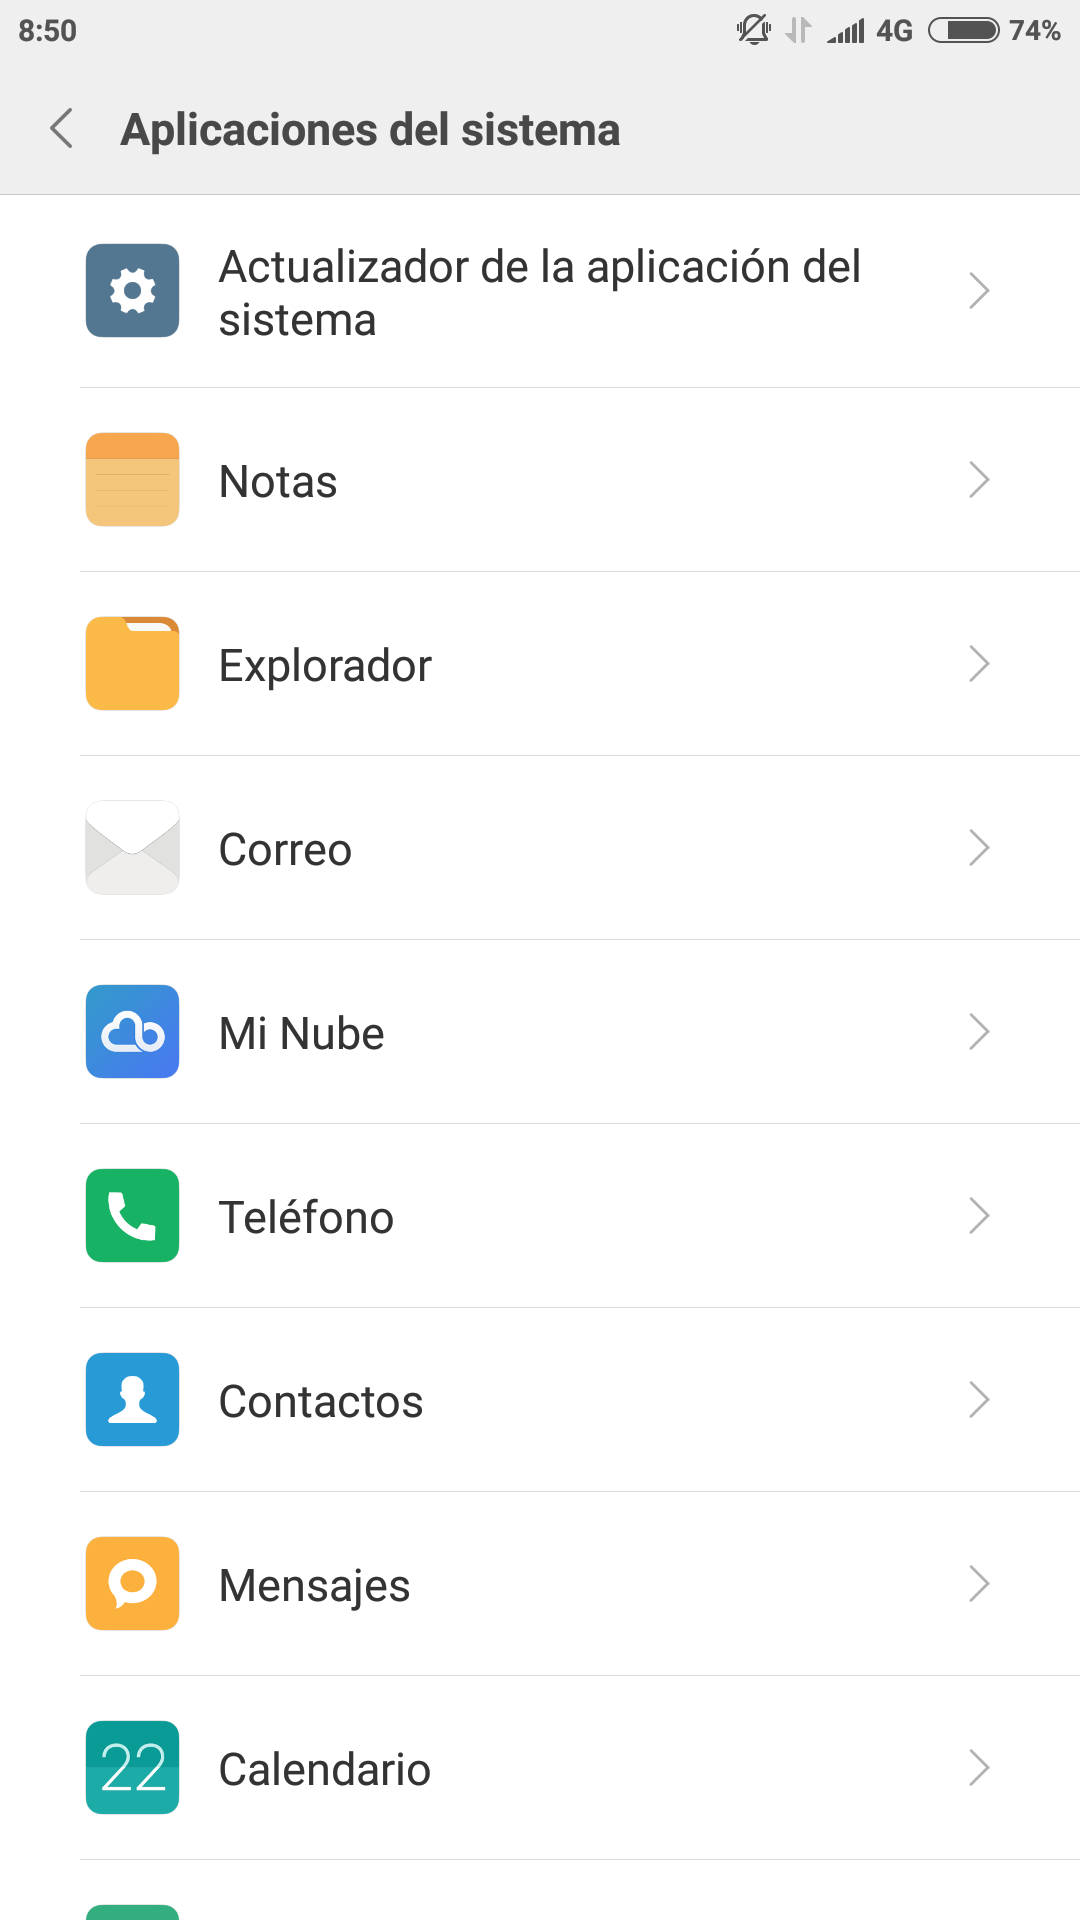 8:50 4G 74%
Aplicaciones del sistema
Actualizador de la aplicación del
sistema
Notas
Explorador
Correo
Mi Nube
Teléfono
Contactos
Mensajes
22 Calendario